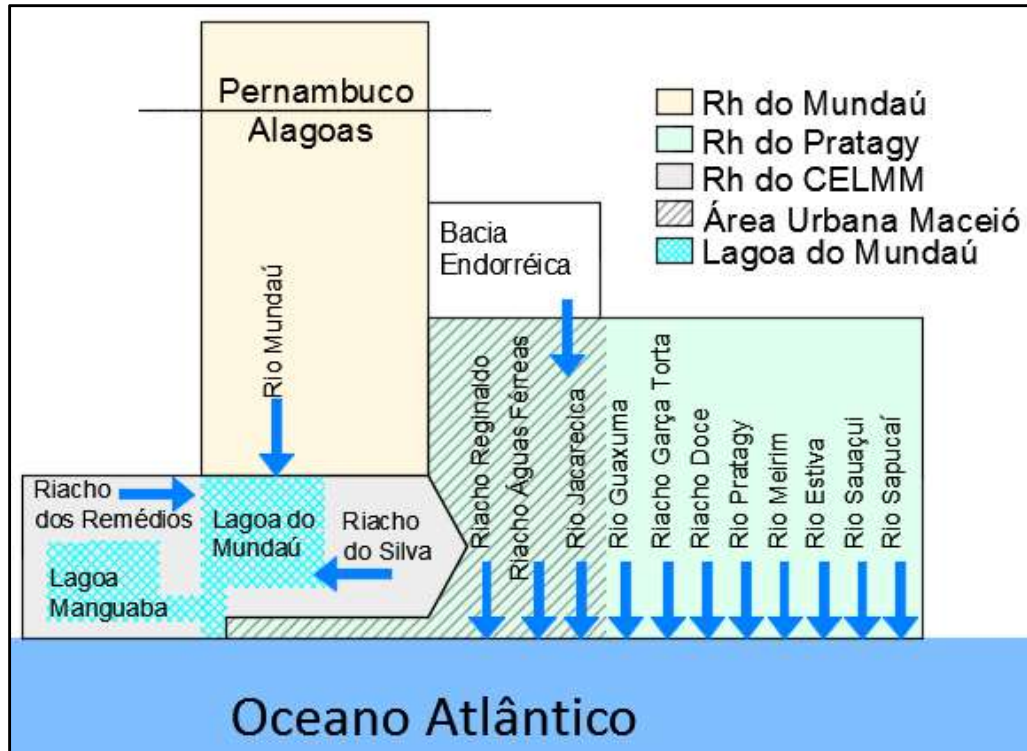 Pernambuco
Alagoas
Rh do Mundaú
Rh do Pratagy
Rh do CELMM
Área Urbana Maceió
Lagoa do Mundaú
Bacia
Endorréica
Rio Mundaú
Riacho
dos Remédios
Lagoa do
Mundaú
Riacho
do Silva
Lagoa
Manguaba
Riacho Reginaldo
Riacho Águas Férreas
Rio Jacarecica
Rio Guaxuma
Riacho Garça Torta
Riacho Doce
Rio Pratagy
Rio Meirim
Rio Estiva
Rio Sauaçui
Rio Sapucaí
Oceano Atlântico